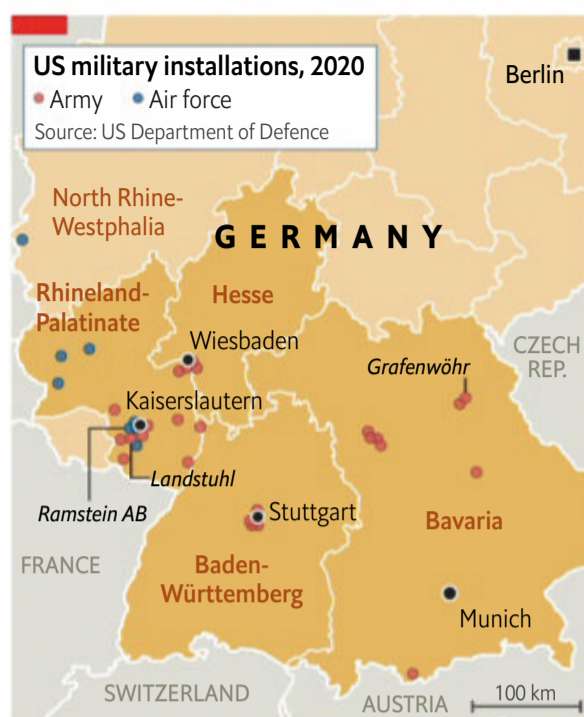 US military installations, 2020
Army Air force
Source: US Department of Defence
Berlin
North Rhine-
Westphalia
GERMANY
Rhineland-
Palatinate
Hesse
Wiesbaden
CZECH
REP.
Grafenwöhr
Kaiserslautern
Landstuhl
Ramstein AB
Stuttgart
Bavaria
FRANCE
Baden-
Württemberg
Munich
SWITZERLAND
AUSTRIA
100 km